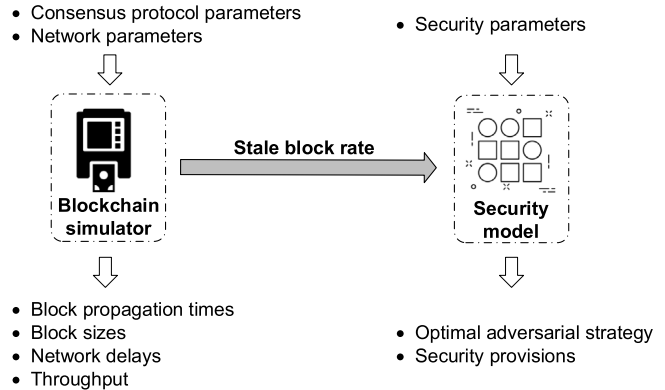 • Consensus protocol parameters
• Network parameters
• Security parameters
Stale block rate
Blockchain
simulator
Security
model
• Block propagation times
• Block sizes
• Network delays
• Throughput
• Optimal adversarial strategy
• Security provisions